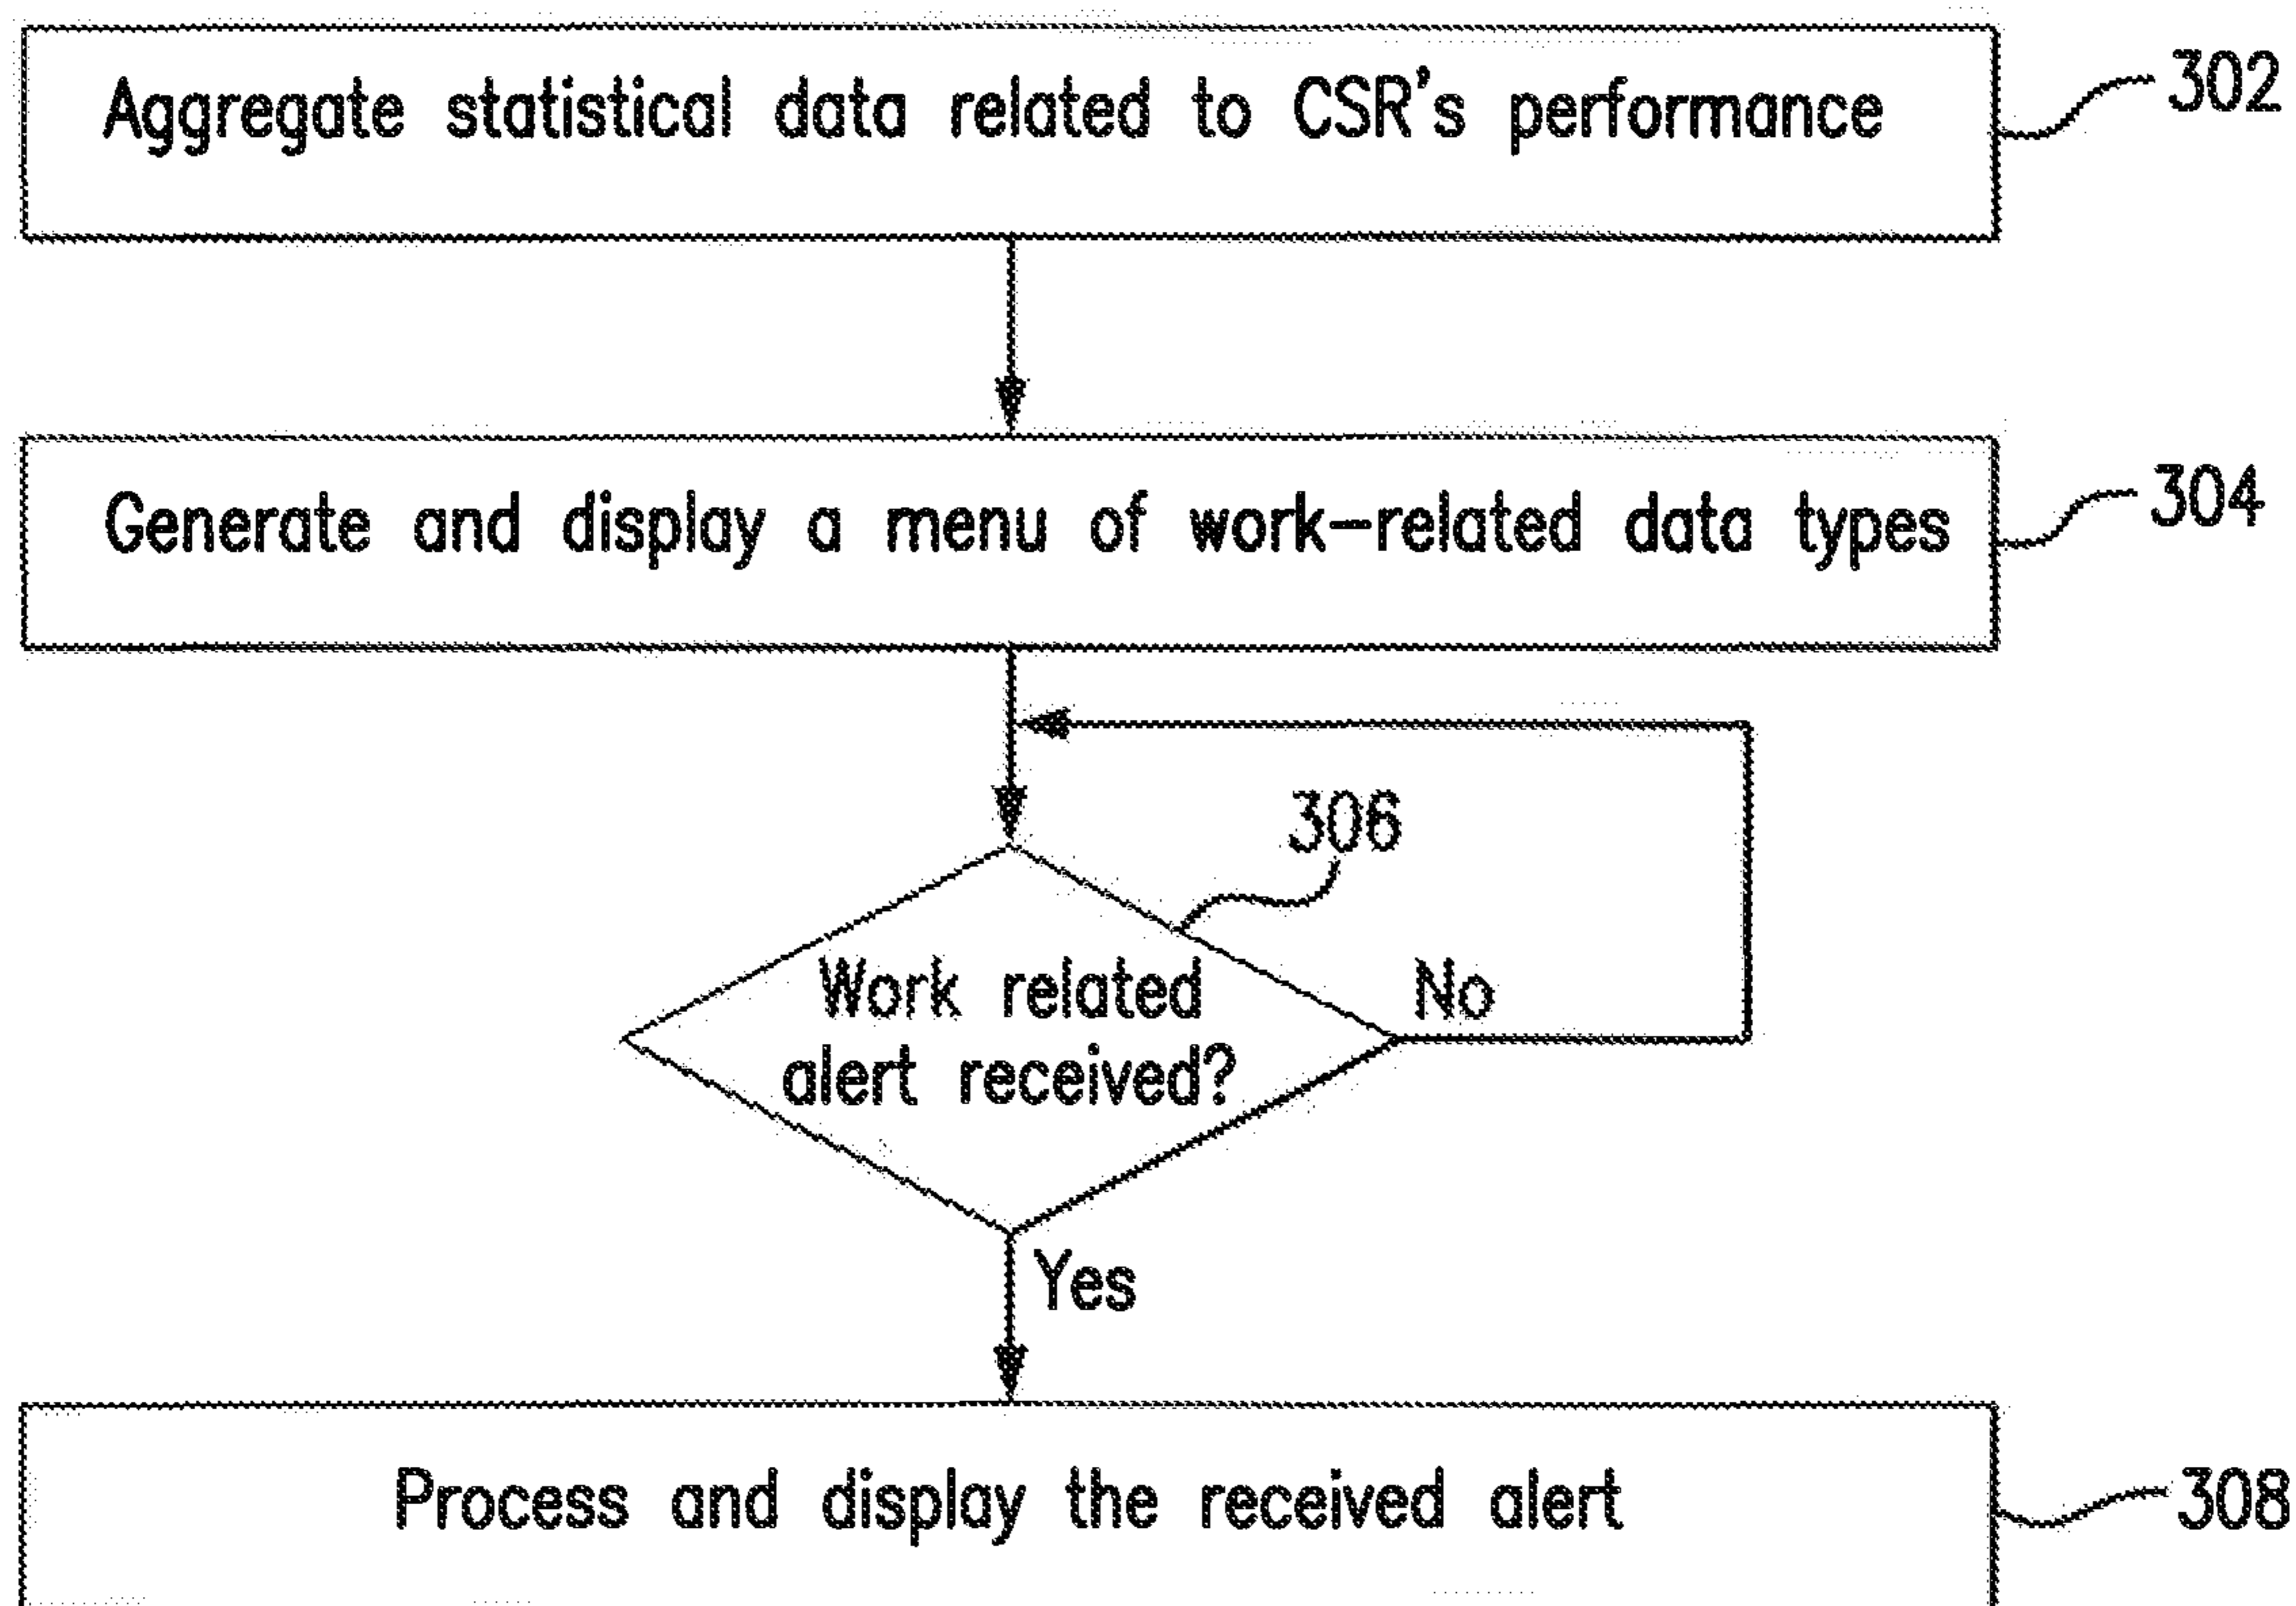 Aggregate statistical data related to CSR's performance
302
Generate and display a menu of work-related data types
304
306
Work related
alert received?
No
Yes
Process and display the received alert
308